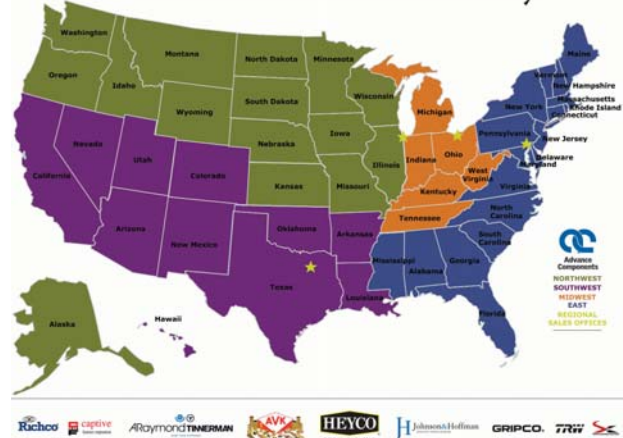 Washington
Montana
North Dakota
Minnesota
Maine
Oregon
Idaho
Wyoming
South Dakota
Wisconsin
Michigan
Vermont
New Hampshire
Massachusetts
Rhode Island
Connecticut
New York
Nebraska
Iowa
Illinois
Indiana
Ohio
Pennsylvania
New Jersey
Delaware
Maryland
West
Virginia
Virginia
Nevada
Utah
Colorado
Kansas
Missouri
Kentucky
California
Arizona
New Mexico
Oklahoma
Arkansas
Tennessee
North
Carolina
South
Carolina
Texas
Louisiana
Mississippi
Alabama
Georgia
Florida
Alaska
Hawaii
Advance
Components
NORTHWEST
SOUTHWEST
MIDWEST
EAST
REGIONAL
SALES OFFICES
Richco captive ARaymond TINNERMAN AVK HEYCO Johnson&Hoffman GRIPCO. TRW